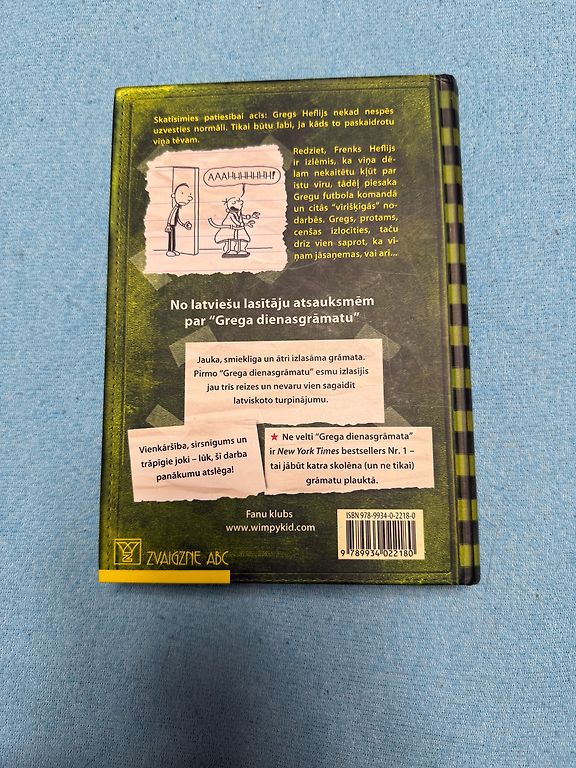 Skatīsimies patiesībai acīs: Gregs Heflijs nekad nespēs
uzvesties normāli. Tikai būtu labi, ja kāds to paskaidrotu
viņa tēvam.
AAAHUHHHHH!
Redziet, Frenks Heflijs
ir izlēmis, ka viņa dē-
lam nekaitētu kļūt par
īstu vīru, tādēļ piesaka
Gregu futbola komandā
un citās “vīrišķīgās” no-
darbēs. Gregs, protams,
cenšas izlocīties, taču
drīz vien saprot, ka vi-
ņam jāsaņemas, vai arī...
No latviešu lasītāju atsauksmēm
par “Grega dienasgrāmatu”
Jauka, smieklīga un ātri izlasāma grāmata.
Pirmo “Grega dienasgrāmatu” esmu izlasījis
jau trīs reizes un nevaru vien sagaidīt
latviskoto turpinājumu.
Vienkāršība, sirsnīgums un
trāpīgie joki – lūk, šī darba
panākumu atslēga!
★ Ne velti “Grega dienasgrāmata”
ir New York Times bestsellers Nr. 1 –
tai jābūt katra skolēna (un ne tikai)
grāmatu plauktā.
Fanu klubs
www.wimpykid.com
ISBN 978-9934-0-2218-0
9 789934 022180
ZVAIGZNE ABC